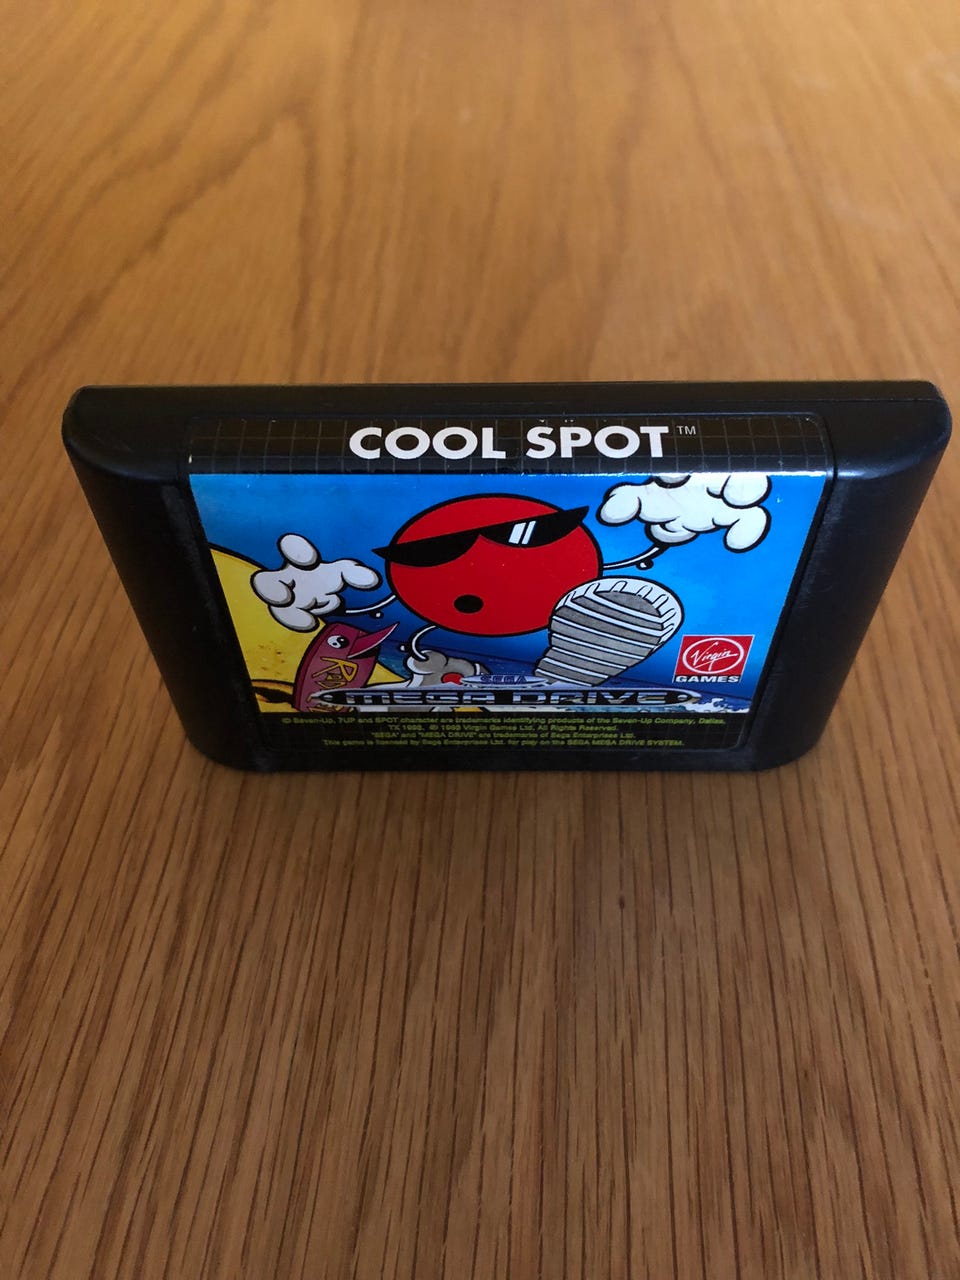 COOL SPOT™
RAD
Virgin
GAMES
SEGA
MEGA DRIVE
© Seven-Up, 7UP and SPOT character are trademarks identifying products of the Seven-Up Company, Dallas,
TX 1993. © 1993 Virgin Games Ltd. All Rights Reserved.
"SEGA" and "MEGA DRIVE" are trademarks of Sega Enterprises Ltd.
This game is licensed by Sega Enterprises Ltd. for play on the SEGA MEGA DRIVE SYSTEM.